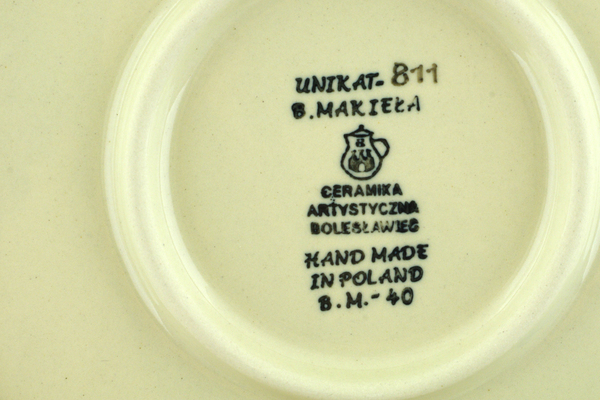 UNIKAT- 811
B. MAKIEŁA
B
CERAMIKA
ARTYSTYCZNA
BOLESŁAWIEC
HAND MADE
IN POLAND
B.M.- 40